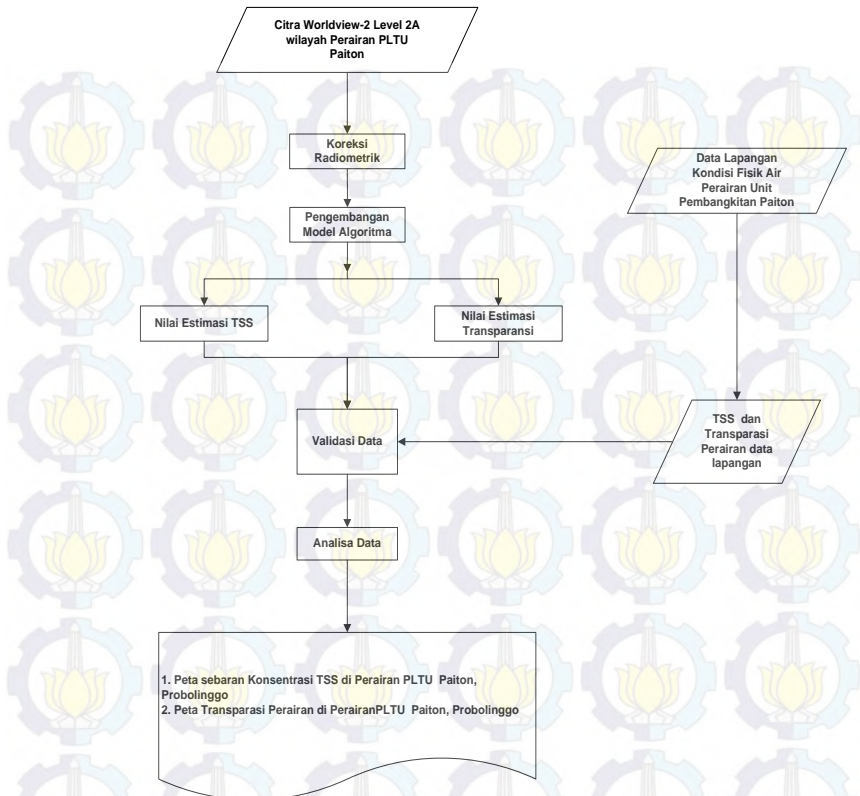 Citra Worldview-2 Level 2A
wilayah Perairan PLTU
Paiton
Koreksi
Radiometrik
Data Lapangan
Kondisi Fisik Air
Perairan Unit
Pembangkitan Paiton
Pengembangan
Model Algoritma
Nilai Estimasi TSS
Nilai Estimasi
Transparansi
Validasi Data
TSS dan
Transparasi
Perairan data
lapangan
Analisa Data
1. Peta sebaran Konsentrasi TSS di Perairan PLTU Paiton,
Probolinggo
2. Peta Transparasi Perairan di PerairanPLTU Paiton, Probolinggo